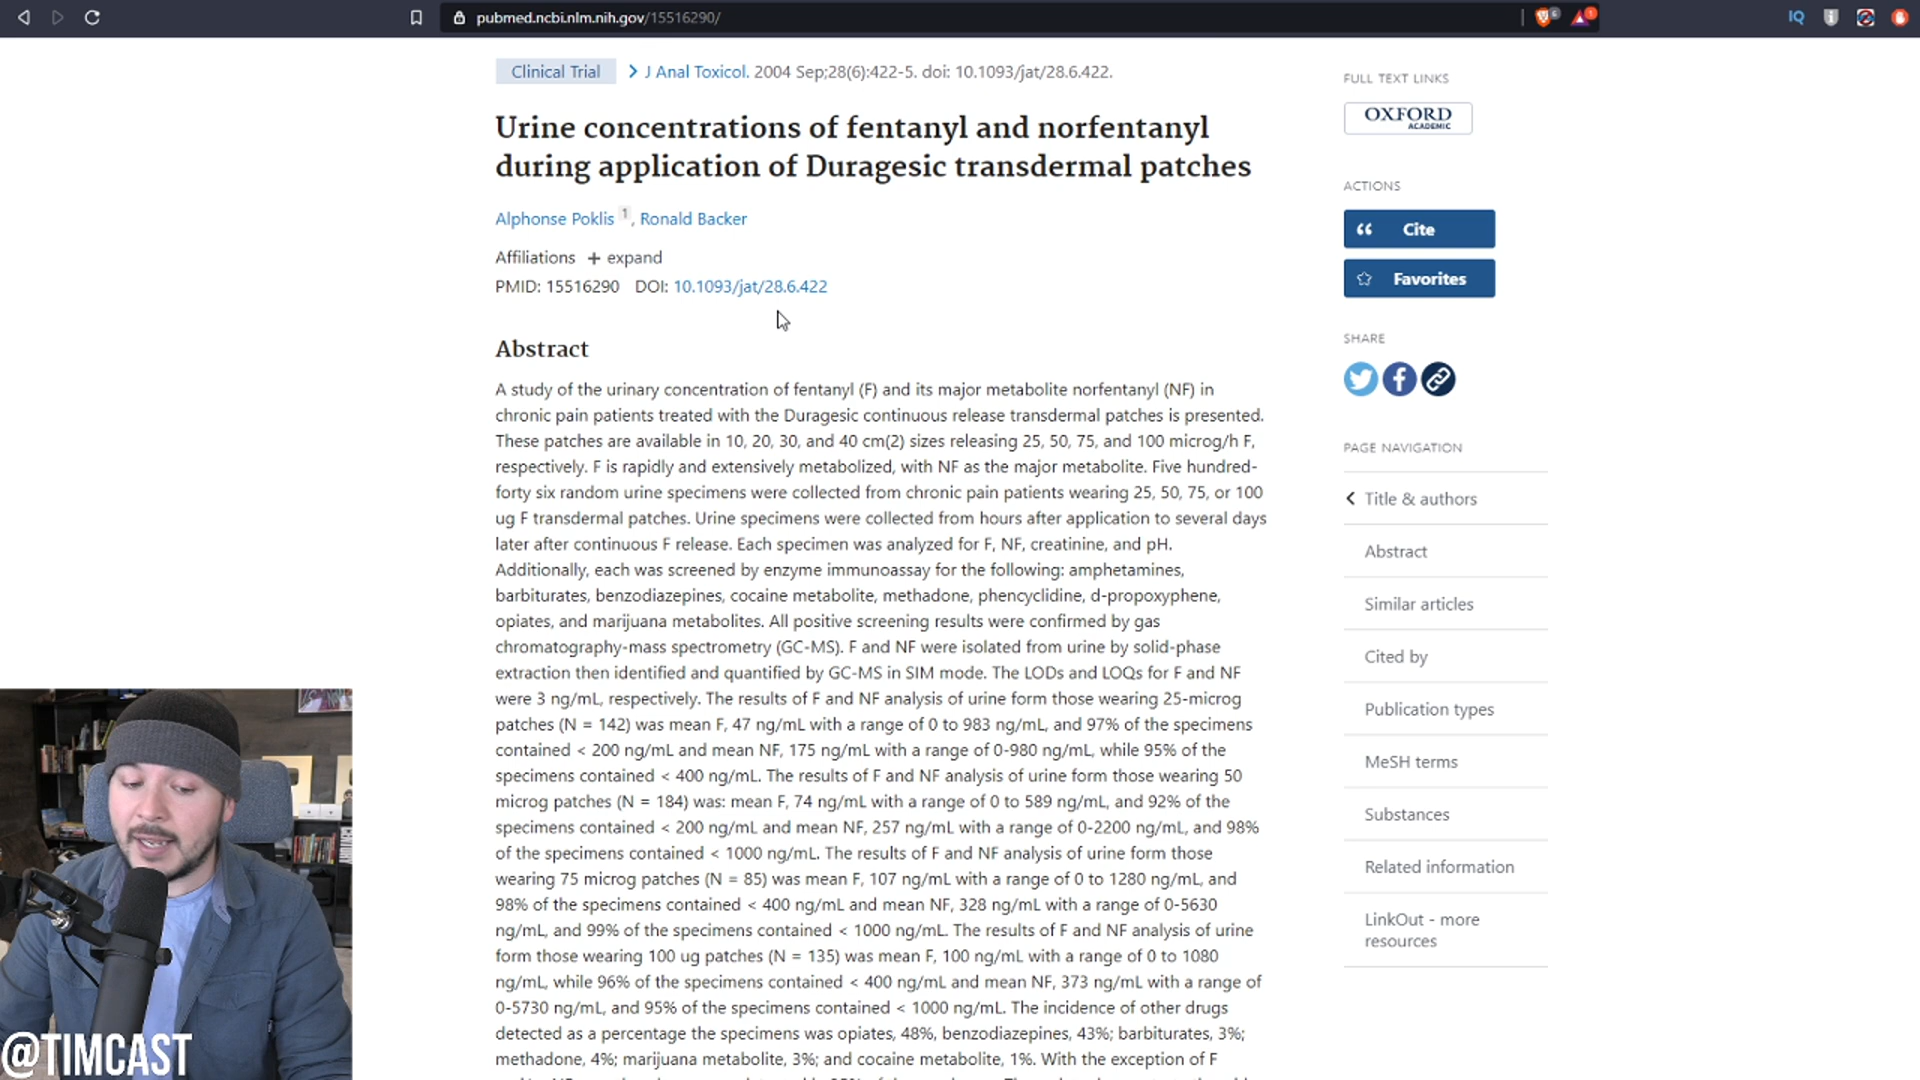 pubmed.ncbi.nlm.nih.gov/15516290/
IQ
Clinical Trial
J Anal Toxicol. 2004 Sep;28(6):422-5. doi: 10.1093/jat/28.6.422.
Urine concentrations of fentanyl and norfentanyl
during application of Duragesic transdermal patches
Alphonse Poklis 1, Ronald Backer
Affiliations + expand
PMID: 15516290 DOI: 10.1093/jat/28.6.422
Abstract
A study of the urinary concentration of fentanyl (F) and its major metabolite norfentanyl (NF) in
chronic pain patients treated with the Duragesic continuous release transdermal patches is presented.
These patches are available in 10, 20, 30, and 40 cm(2) sizes releasing 25, 50, 75, and 100 microg/h F,
respectively. F is rapidly and extensively metabolized, with NF as the major metabolite. Five hundred-
forty six random urine specimens were collected from chronic pain patients wearing 25, 50, 75, or 100
ug F transdermal patches. Urine specimens were collected from hours after application to several days
later after continuous F release. Each specimen was analyzed for F, NF, creatinine, and pH.
Additionally, each was screened by enzyme immunoassay for the following: amphetamines,
barbiturates, benzodiazepines, cocaine metabolite, methadone, phencyclidine, d-propoxyphene,
opiates, and marijuana metabolites. All positive screening results were confirmed by gas
chromatography-mass spectrometry (GC-MS). F and NF were isolated from urine by solid-phase
extraction then identified and quantified by GC-MS in SIM mode. The LODs and LOQs for F and NF
were 3 ng/mL, respectively. The results of F and NF analysis of urine form those wearing 25-microg
patches (N = 142) was mean F, 47 ng/mL with a range of 0 to 983 ng/mL, and 97% of the specimens
contained < 200 ng/mL and mean NF, 175 ng/mL with a range of 0-980 ng/mL, while 95% of the
specimens contained < 400 ng/mL. The results of F and NF analysis of urine form those wearing 50
microg patches (N = 184) was: mean F, 74 ng/mL with a range of 0 to 589 ng/mL, and 92% of the
specimens contained < 200 ng/mL and mean NF, 257 ng/mL with a range of 0-2200 ng/mL, and 98%
of the specimens contained < 1000 ng/mL. The results of F and NF analysis of urine form those
wearing 75 microg patches (N = 85) was mean F, 107 ng/mL with a range of 0 to 1280 ng/mL, and
98% of the specimens contained < 400 ng/mL and mean NF, 328 ng/mL with a range of 0-5630
ng/mL, and 99% of the specimens contained < 1000 ng/mL. The results of F and NF analysis of urine
form those wearing 100 ug patches (N = 135) was mean F, 100 ng/mL with a range of 0 to 1080
ng/mL, while 96% of the specimens contained < 400 ng/mL and mean NF, 373 ng/mL with a range of
0-5730 ng/mL, and 95% of the specimens contained < 1000 ng/mL. The incidence of other drugs
detected as a percentage the specimens was opiates, 48%, benzodiazepines, 43%; barbiturates, 3%;
methadone, 4%; marijuana metabolite, 3%; and cocaine metabolite, 1%. With the exception of F
FULL TEXT LINKS
OXFORD
ACADEMIC
ACTIONS
Cite
Favorites
SHARE
PAGE NAVIGATION
Title & authors
Abstract
Similar articles
Cited by
Publication types
MeSH terms
Substances
Related information
LinkOut - more
resources
@TIMCAST